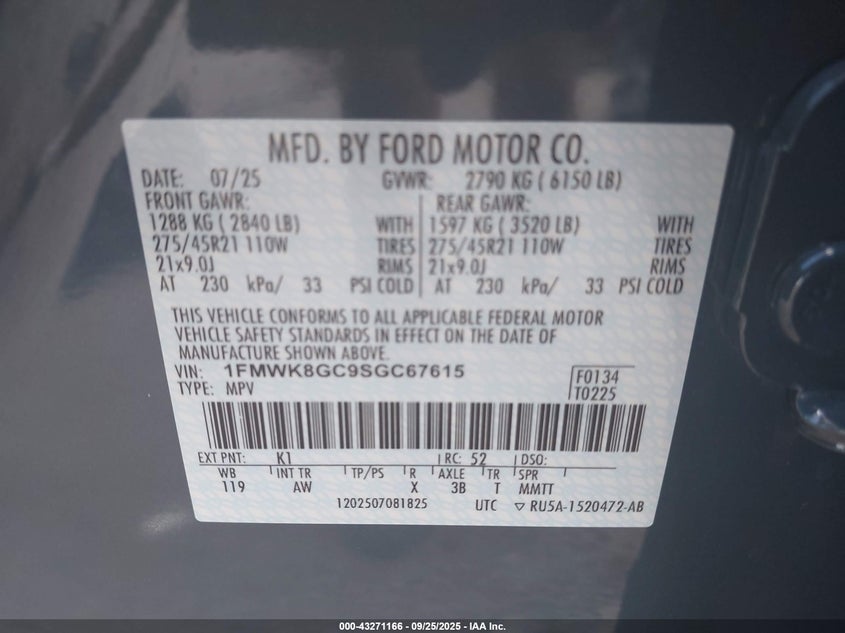 MFD. BY FORD MOTOR CO.
DATE: 07/25 GVWR: 2790 KG ( 6150 LB)
FRONT GAWR: REAR GAWR:
1288 KG ( 2840 LB) WITH 1597 KG ( 3520 LB) WITH
275/45R21 110W TIRES 275/45R21 110W TIRES
21x9.0J RIMS 21x9.0J RIMS
AT 230 kPa/ 33 PSI COLD AT 230 kPa/ 33 PSI COLD
THIS VEHICLE CONFORMS TO ALL APPLICABLE FEDERAL MOTOR
VEHICLE SAFETY STANDARDS IN EFFECT ON THE DATE OF
MANUFACTURE SHOWN ABOVE.
VIN: 1FMWK8GC9SGC67615 F0134
TYPE: MPV T0225
EXT PNT: K1 RC: 52 DSO:
WB INT TR TP/PS R AXLE TR SPR
119 AW X 3B T MMTT
1202507081825 UTC ▽ RU5A-1520472-AB
000-43271166 - 09/25/2025 - IAA Inc.